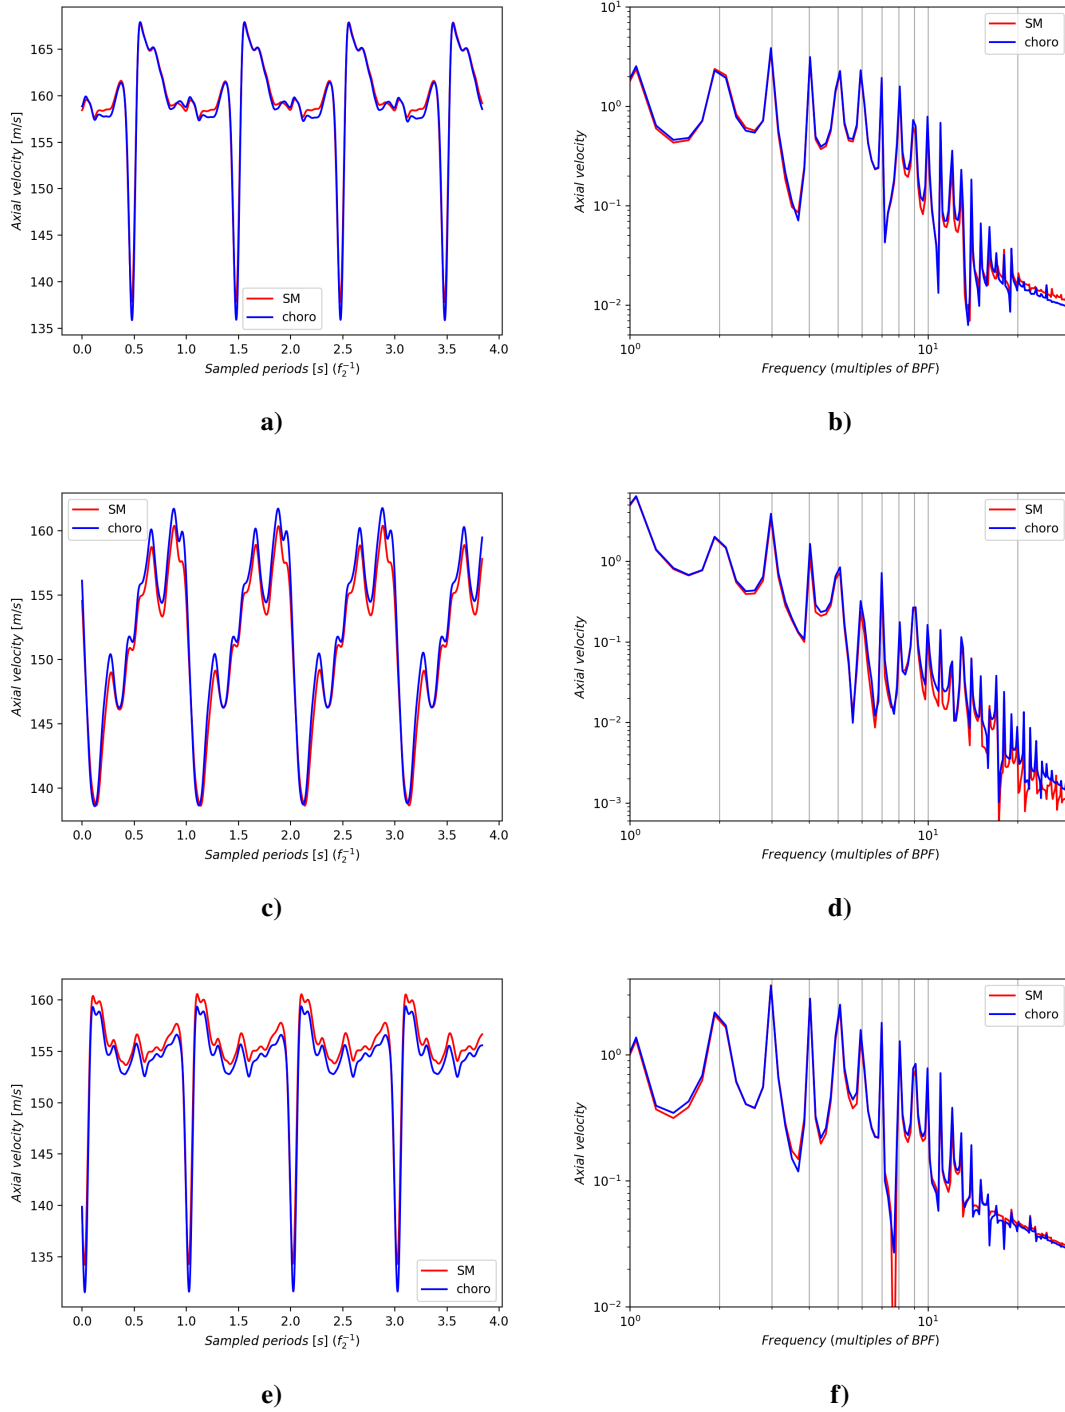 165
160
155
150
145
140
135
Axial velocity [m/s]
SM
choro
0.0 0.5 1.0 1.5 2.0 2.5 3.0 3.5 4.0
Sampled periods [s] (f₂⁻¹)
a)
10¹
10⁰
10⁻¹
10⁻²
Axial velocity
SM
choro
10⁰ 10¹
Frequency (multiples of BPF)
b)
160
155
150
145
140
Axial velocity [m/s]
SM
choro
0.0 0.5 1.0 1.5 2.0 2.5 3.0 3.5 4.0
Sampled periods [s] (f₂⁻¹)
c)
10⁰
10⁻¹
10⁻²
10⁻³
Axial velocity
SM
choro
10⁰ 10¹
Frequency (multiples of BPF)
d)
160
155
150
145
140
135
Axial velocity [m/s]
SM
choro
0.0 0.5 1.0 1.5 2.0 2.5 3.0 3.5 4.0
Sampled periods [s] (f₂⁻¹)
e)
10⁰
10⁻¹
10⁻²
Axial velocity
SM
choro
10⁰ 10¹
Frequency (multiples of BPF)
f)